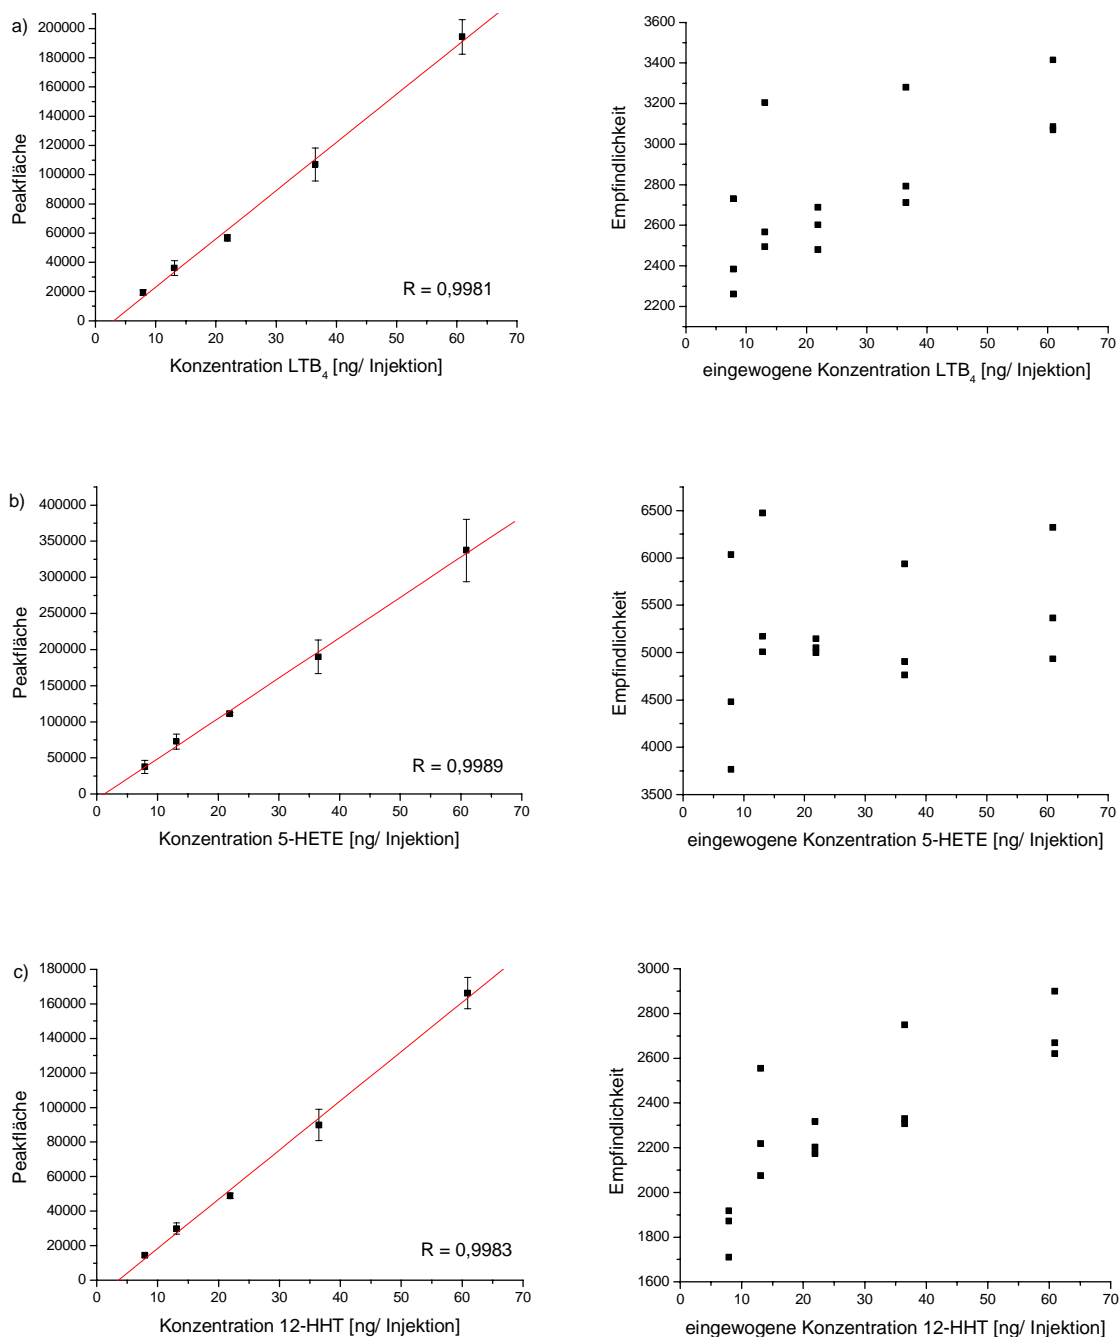 a)
200000
180000
160000
140000
120000
100000
80000
60000
40000
20000
0
Peakfläche
R = 0,9981
0 10 20 30 40 50 60 70
Konzentration LTB4 [ng/ Injektion]
3600
3400
3200
3000
2800
2600
2400
2200
Empfindlichkeit
0 10 20 30 40 50 60 70
eingewogene Konzentration LTB4 [ng/ Injektion]
b)
400000
350000
300000
250000
200000
150000
100000
50000
0
Peakfläche
R = 0,9989
0 10 20 30 40 50 60 70
Konzentration 5-HETE [ng/ Injektion]
6500
6000
5500
5000
4500
4000
3500
Empfindlichkeit
0 10 20 30 40 50 60 70
eingewogene Konzentration 5-HETE [ng/ Injektion]
c)
180000
160000
140000
120000
100000
80000
60000
40000
20000
0
Peakfläche
R = 0,9983
0 10 20 30 40 50 60 70
Konzentration 12-HHT [ng/ Injektion]
3000
2800
2600
2400
2200
2000
1800
1600
Empfindlichkeit
0 10 20 30 40 50 60 70
eingewogene Konzentration 12-HHT [ng/ Injektion]